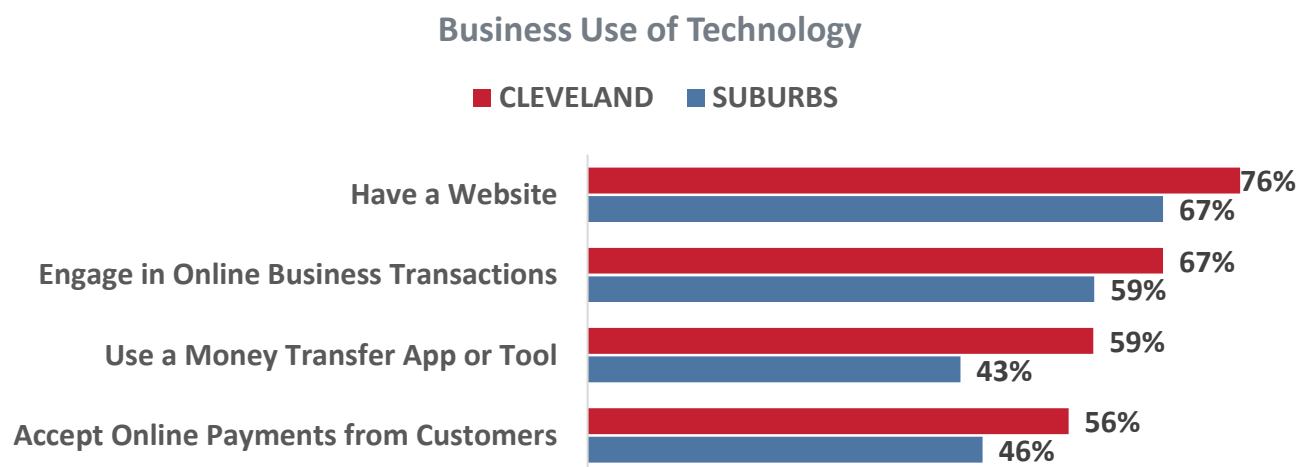 Business Use of Technology
CLEVELAND SUBURBS
Have a Website
76%
67%
Engage in Online Business Transactions
67%
59%
Use a Money Transfer App or Tool
59%
43%
Accept Online Payments from Customers
56%
46%